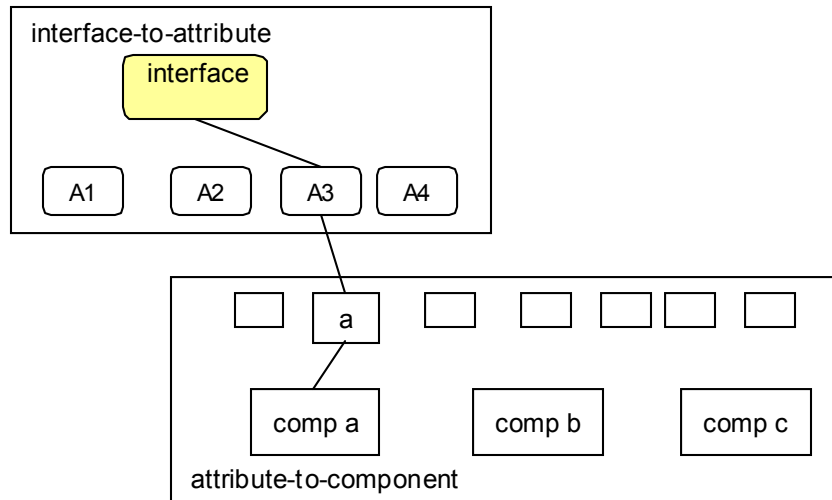 interface-to-attribute
interface
A1 A2 A3 A4
a
comp a comp b comp c
attribute-to-component